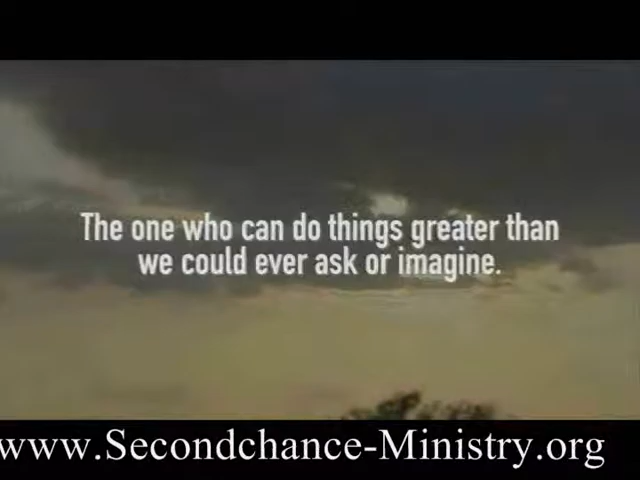 The one who can do things greater than
we could ever ask or imagine.
www.Secondchance-Ministry.org